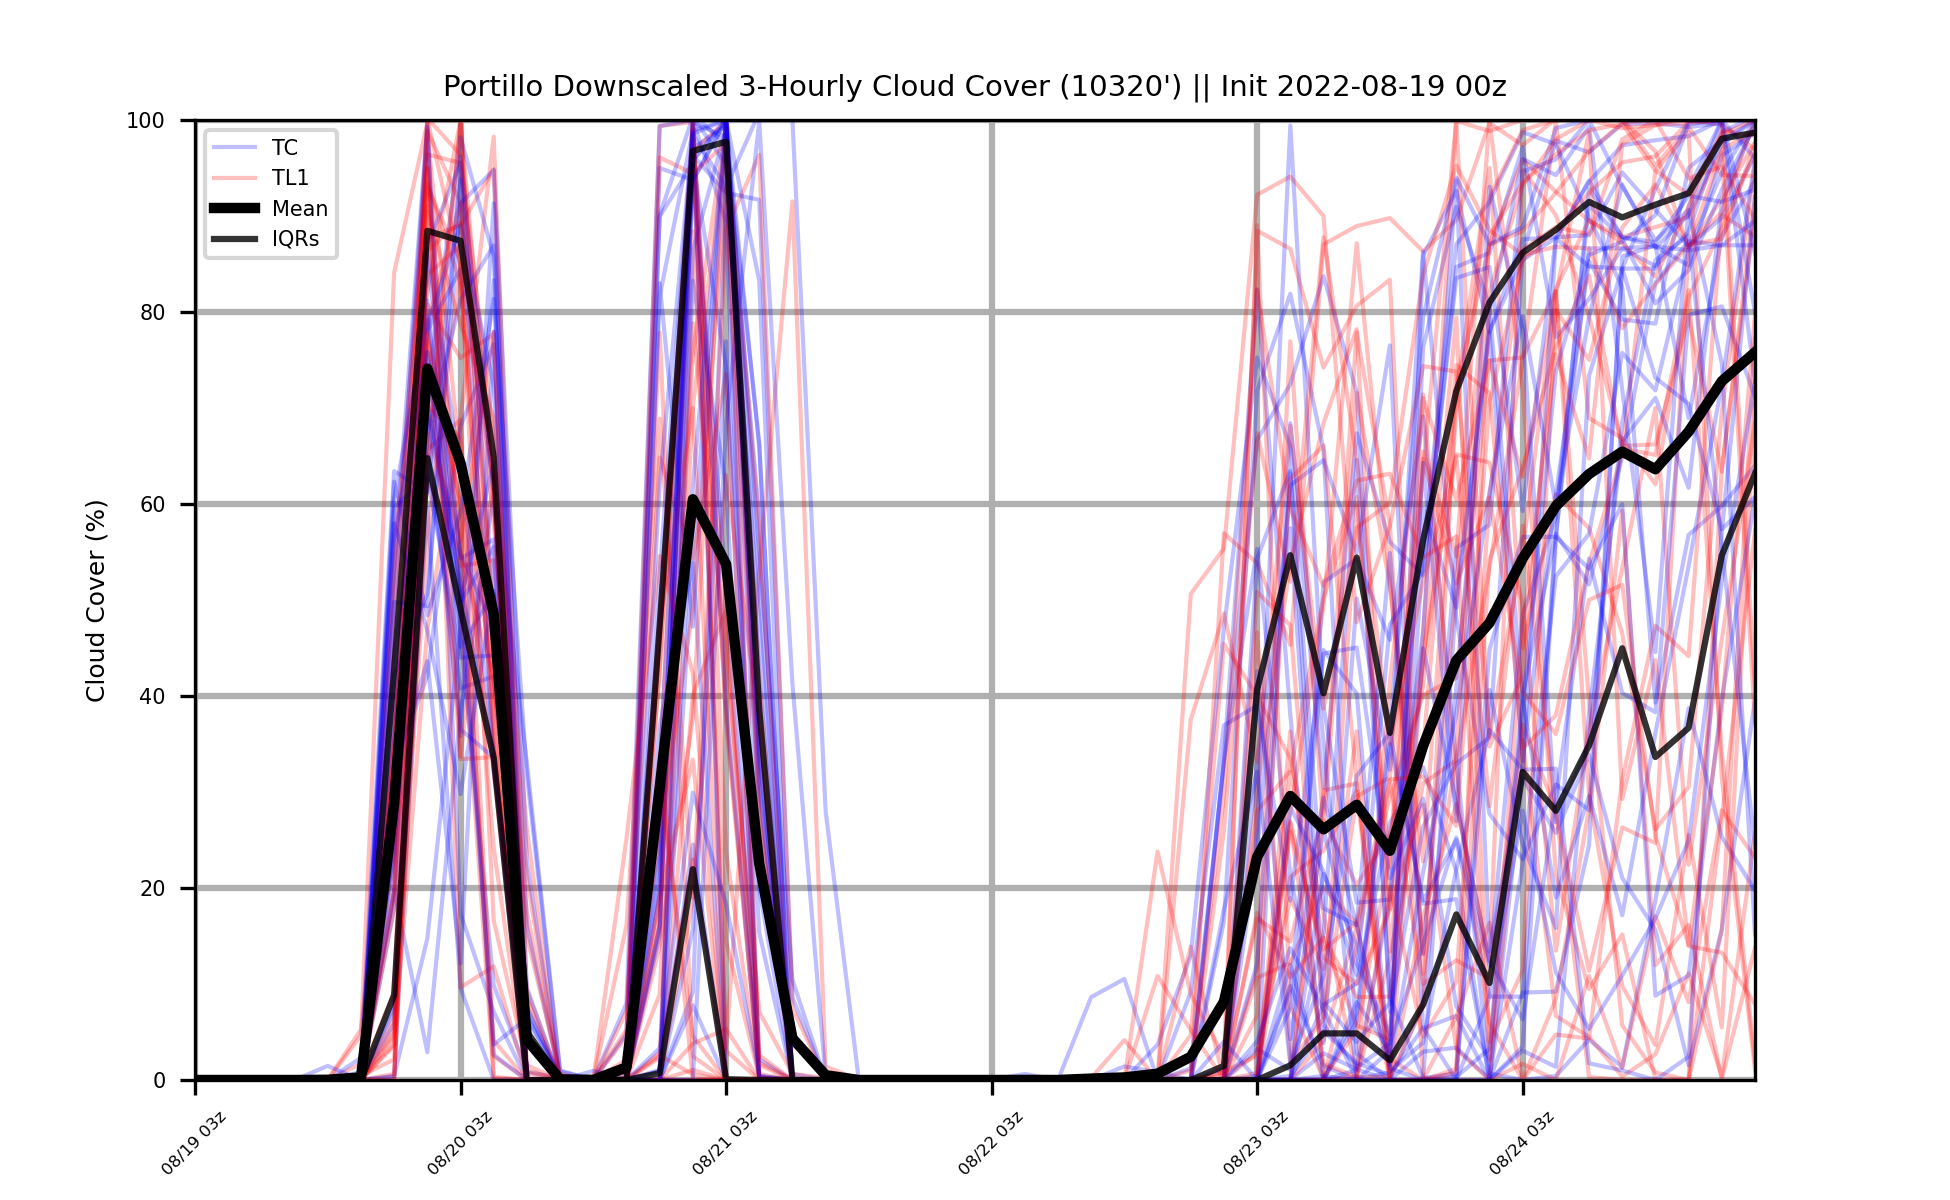 Portillo Downscaled 3-Hourly Cloud Cover (10320') || Init 2022-08-19 00z
TC
TL1
Mean
IQRs
Cloud Cover (%)
100
80
60
40
20
0
08/19 03z
08/20 03z
08/21 03z
08/22 03z
08/23 03z
08/24 03z